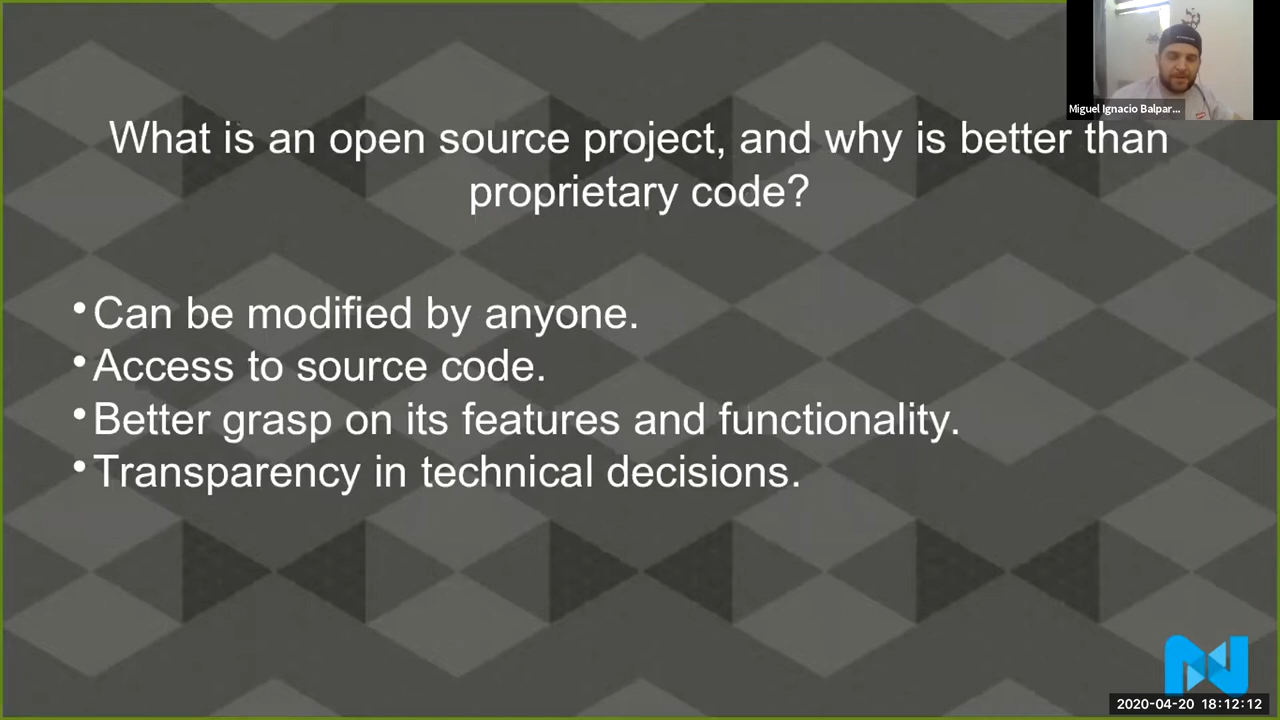 Miguel Ignacio Balpar...
What is an open source project, and why is better than
proprietary code?
•Can be modified by anyone.
•Access to source code.
•Better grasp on its features and functionality.
•Transparency in technical decisions.
2020-04-20 18:12:12